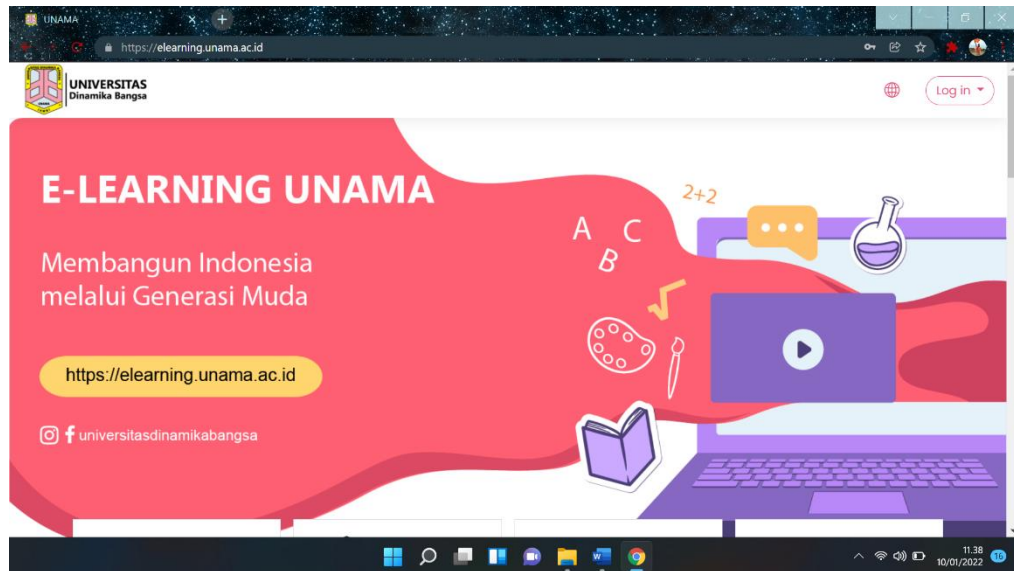 UNAMA
https://elearning.unama.ac.id
UNIVERSITAS
Dinamika Bangsa
Log in
E-LEARNING UNAMA
2+2
A C
B
Membangun Indonesia
melalui Generasi Muda
https://elearning.unama.ac.id
universitasdinamikabangsa
11.38
10/01/2022
16